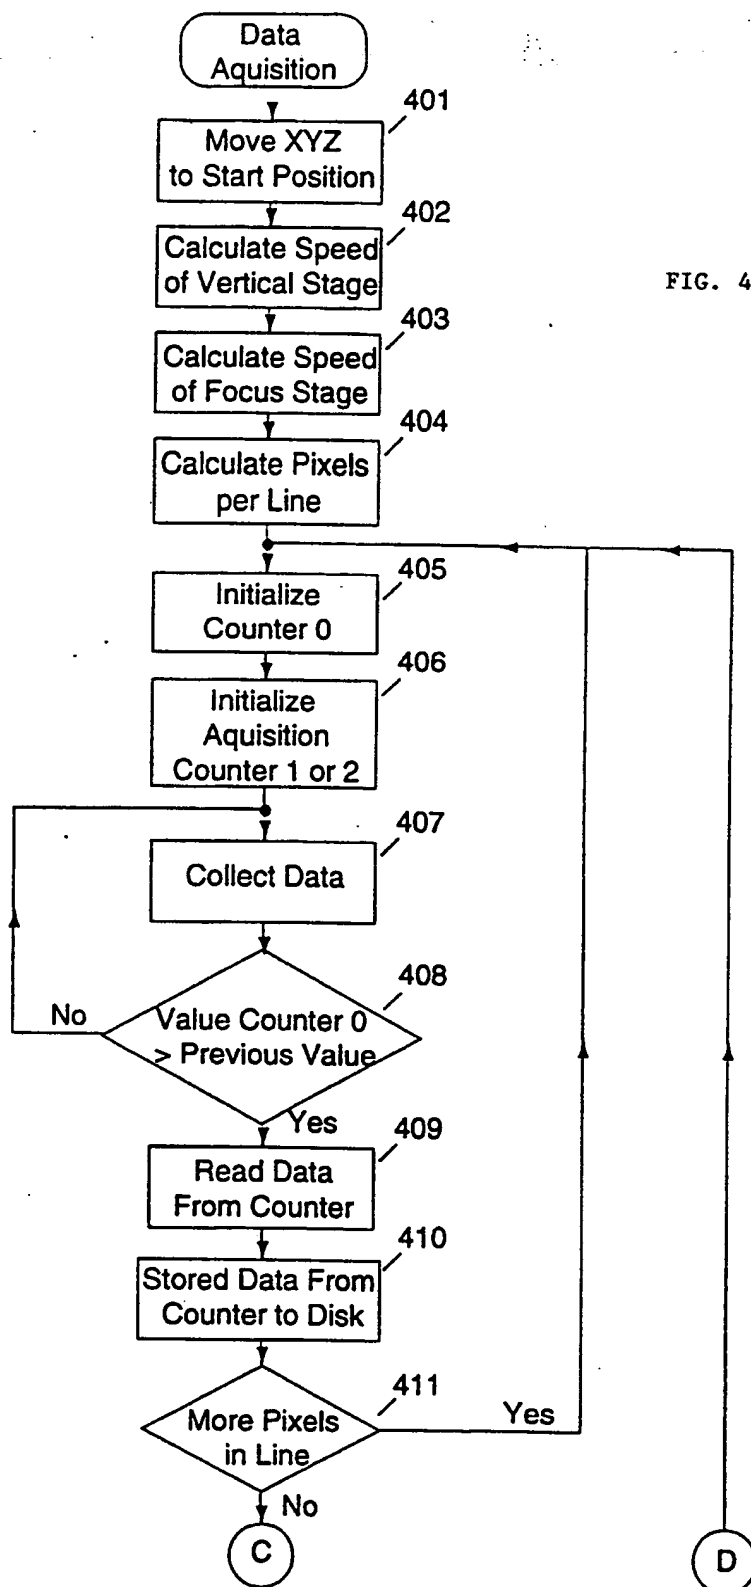 Data
Aquisition
401
Move XYZ
to Start Position
402
Calculate Speed
of Vertical Stage
FIG. 4
403
Calculate Speed
of Focus Stage
404
Calculate Pixels
per Line
405
Initialize
Counter 0
406
Initialize
Aquisition
Counter 1 or 2
407
Collect Data
408
No
Value Counter 0
> Previous Value
Yes
409
Read Data
From Counter
410
Stored Data From
Counter to Disk
411
More Pixels
in Line
Yes
No
C
D